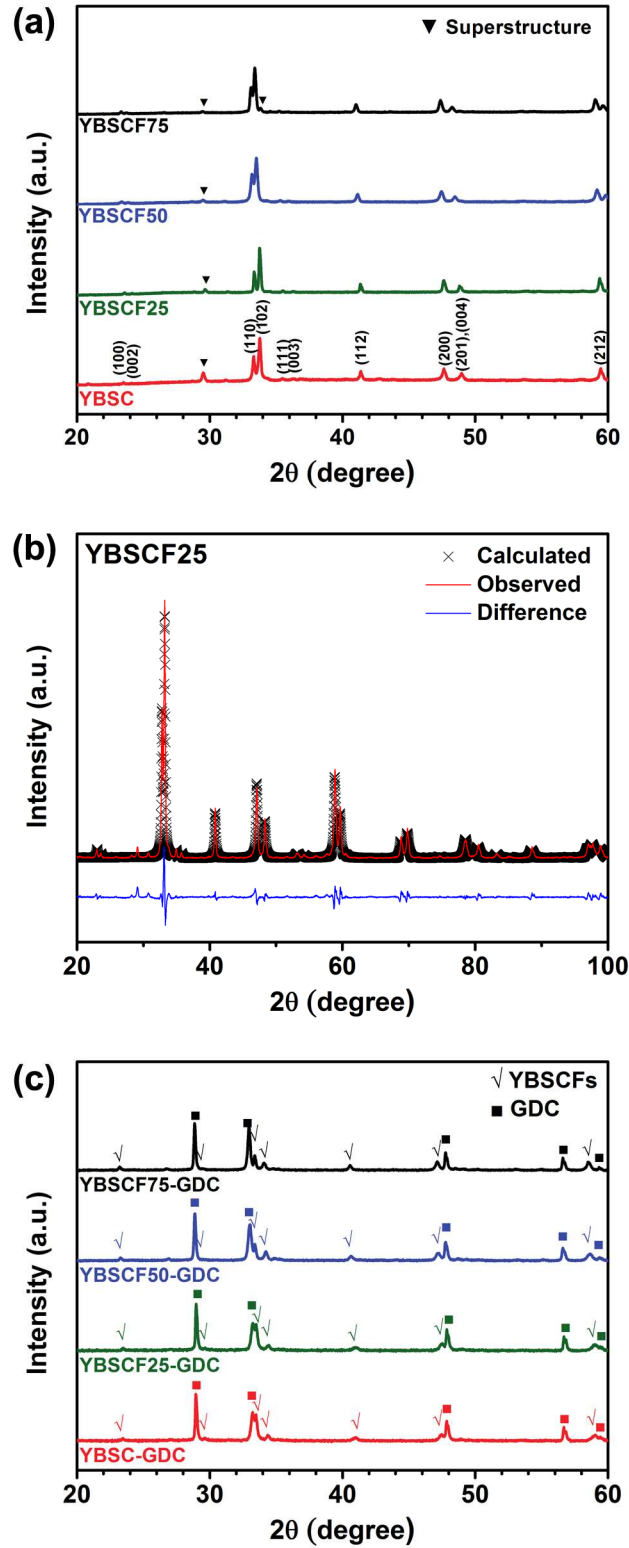 (a)
▼ Superstructure
YBSCF75
YBSCF50
YBSCF25
YBSC
(100)
(002)
(110)
(102)
(111)
(003)
(112)
(200)
(201),(004)
(212)
Intensity (a.u.)
20 30 40 50 60
2θ (degree)
(b)
YBSCF25
× Calculated
Observed
Difference
Intensity (a.u.)
20 40 60 80 100
2θ (degree)
(c)
√ YBSCFs
■ GDC
YBSCF75-GDC
YBSCF50-GDC
YBSCF25-GDC
YBSC-GDC
Intensity (a.u.)
20 30 40 50 60
2θ (degree)